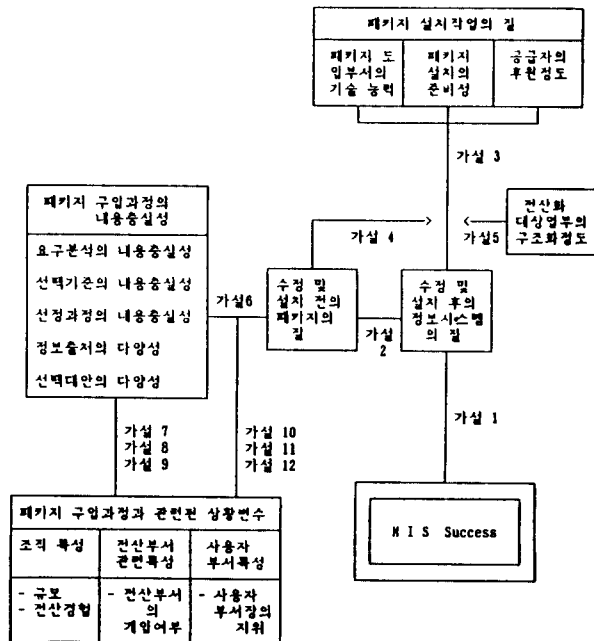 패키지 설치작업의 질
패키지 도
입부서의
기술 능력
패키지
설치의
준비성
공급자의
후원정도
가설 3
패키지 구입과정의
내용충실성
요구분석의 내용충실성
선택기준의 내용충실성
선정과정의 내용충실성
정보출처의 다양성
선택대안의 다양성
전산화
대상업무의
구조화정도
가설 4
가설5
가설6
수정 및
설치 전의
패키지의
질
가설
2
수정 및
설치 후의
정보시스템
의 질
가설 7
가설 8
가설 9
가설 10
가설 11
가설 12
가설 1
M I S Success
패키지 구입과정과 관련된 상황변수
조직 특성
전산부서
관련특성
사용자
부서특성
- 규모
- 전산경험
- 전산부서
의
개입여부
- 사용자
부서장의
지위